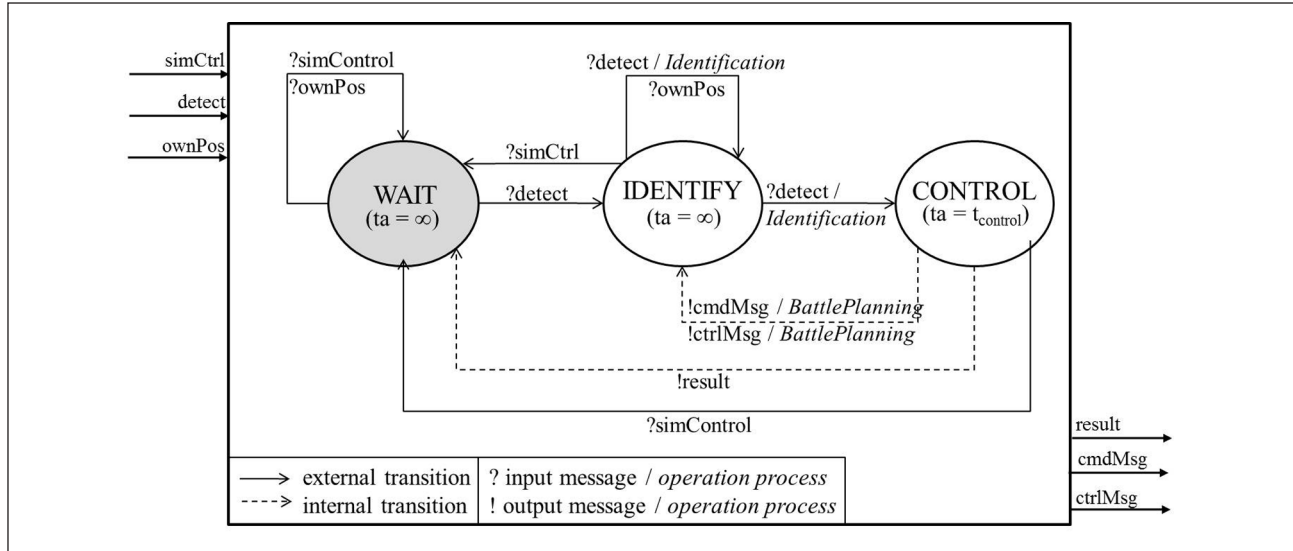 simCtrl
detect
ownPos
?simControl
?ownPos
?detect / Identification
?ownPos
?simCtrl
WAIT
(ta = ∞)
?detect
IDENTIFY
(ta = ∞)
?detect /
Identification
CONTROL
(ta = tcontrol)
!cmdMsg / BattlePlanning
!ctrlMsg / BattlePlanning
!result
?simControl
result
cmdMsg
ctrlMsg
external transition
internal transition
? input message / operation process
! output message / operation process